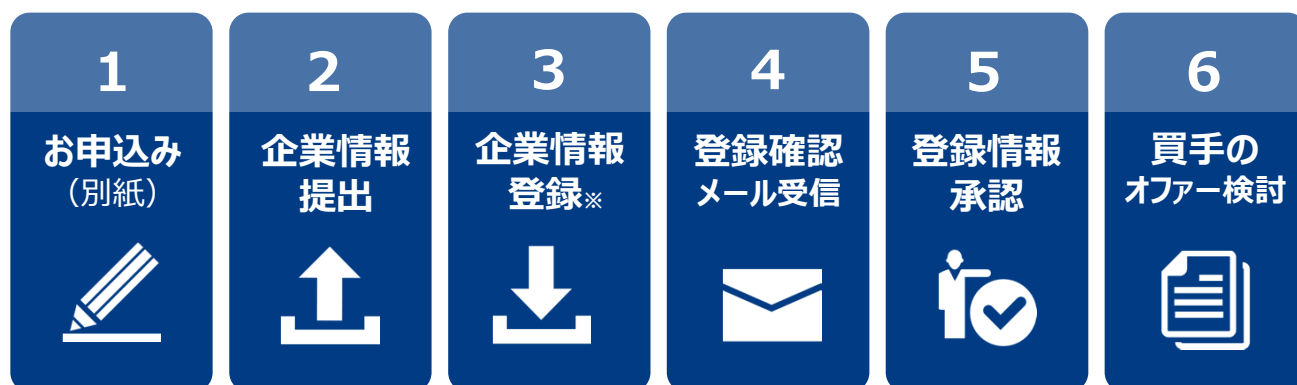 1
お申込み
（別紙）
2
企業情報
提出
3
企業情報
登録※
4
登録確認
メール受信
5
登録情報
承認
6
買手の
オファー検討